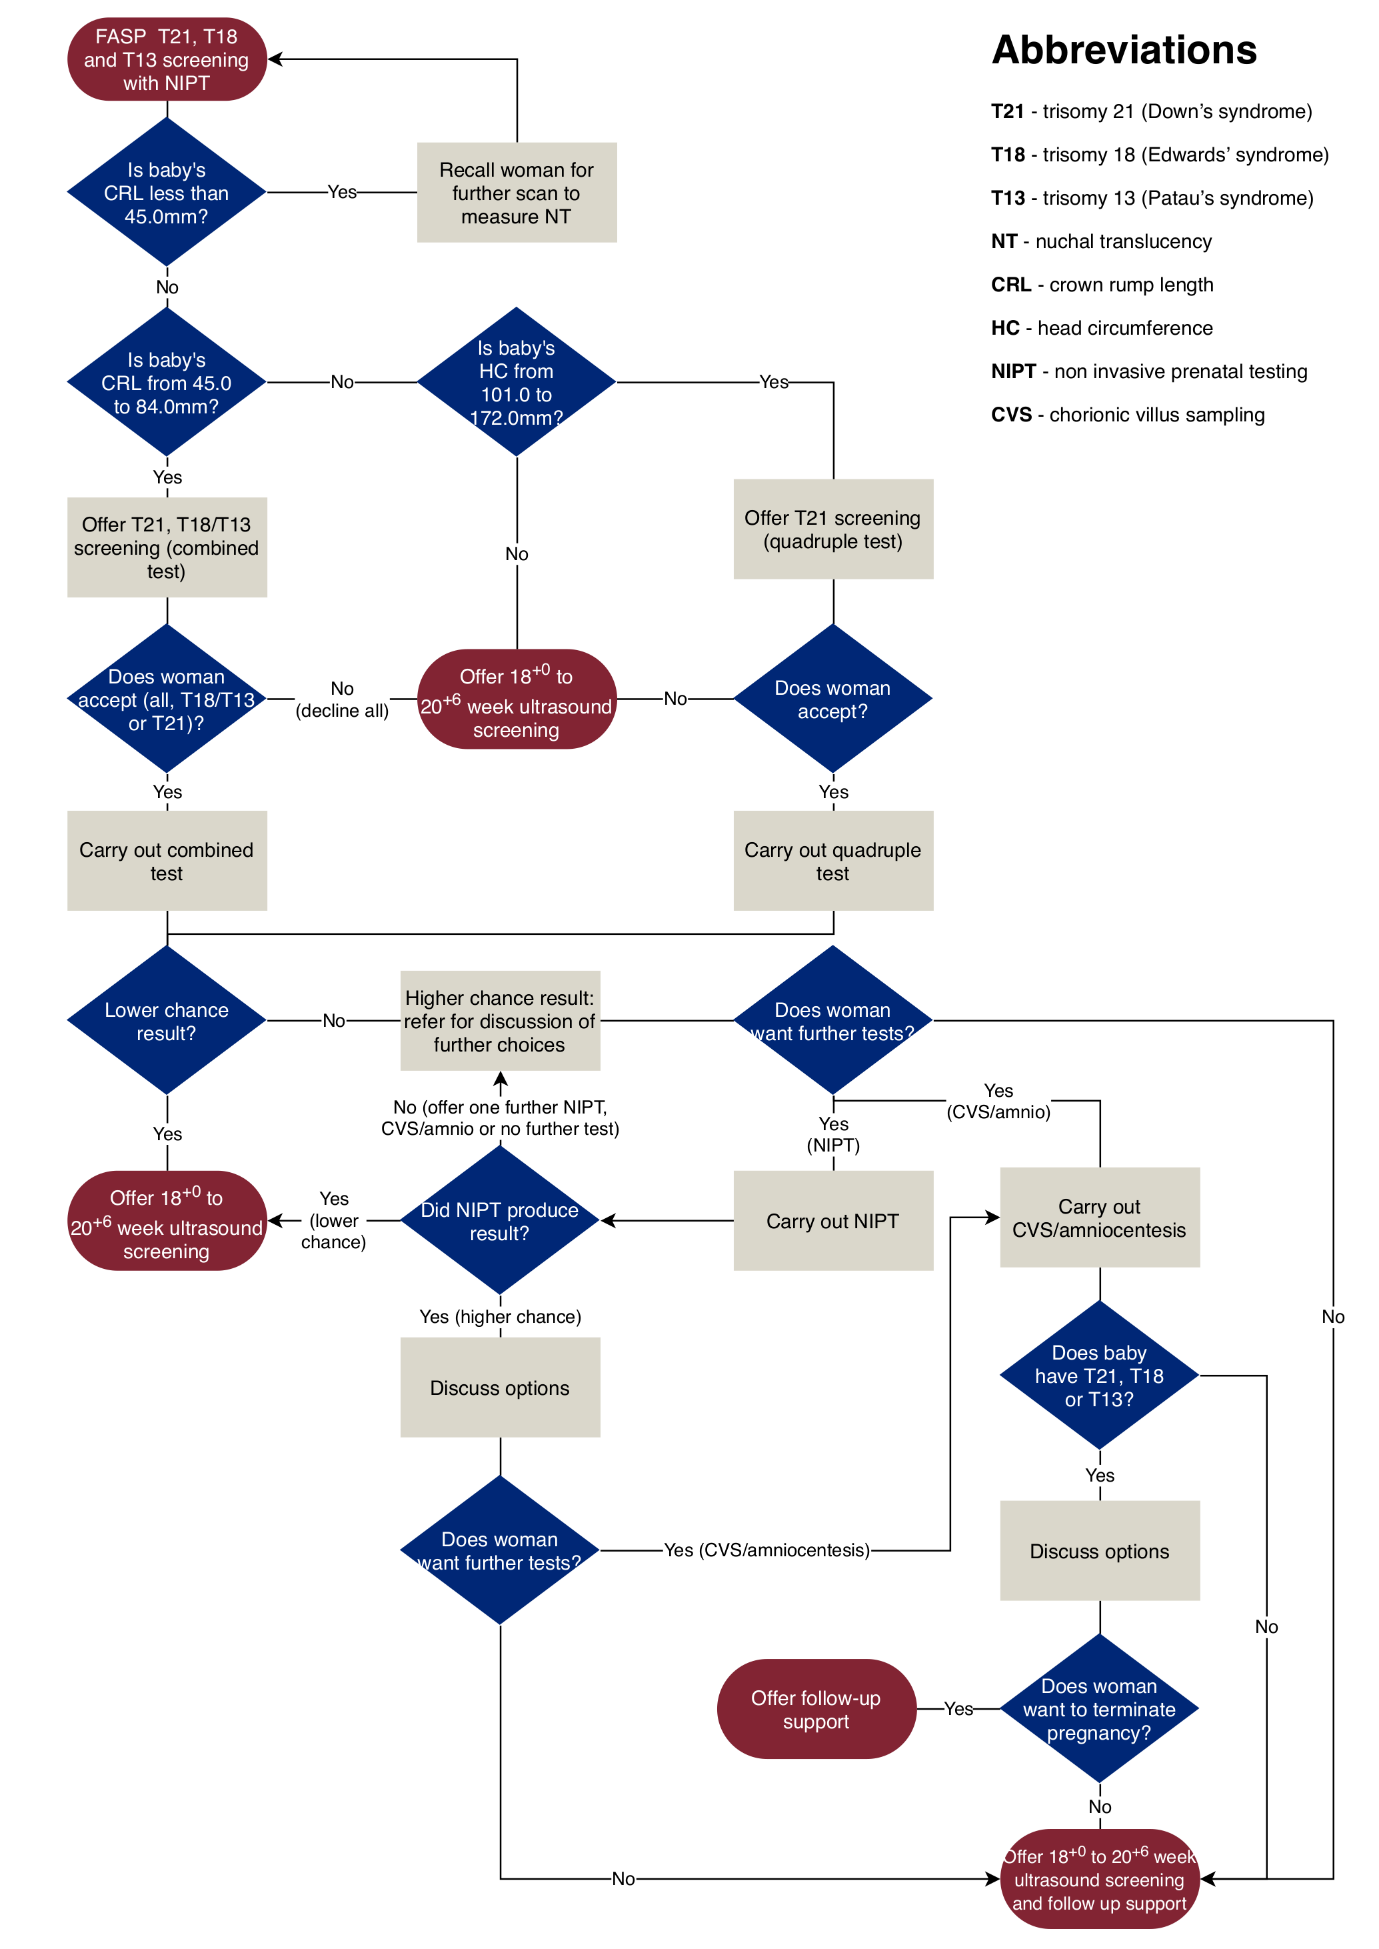 FASP T21, T18
and T13 screening
with NIPT
Abbreviations
T21 - trisomy 21 (Down’s syndrome)
T18 - trisomy 18 (Edwards’ syndrome)
T13 - trisomy 13 (Patau’s syndrome)
NT - nuchal translucency
CRL - crown rump length
HC - head circumference
NIPT - non invasive prenatal testing
CVS - chorionic villus sampling
Is baby's
CRL less than
45.0mm?
Yes
Recall woman for
further scan to
measure NT
No
Is baby's
CRL from 45.0
to 84.0mm?
No
Is baby's
HC from
101.0 to
172.0mm?
Yes
Yes
Offer T21, T18/T13
screening (combined
test)
No
Offer T21 screening
(quadruple test)
Does woman
accept (all, T18/T13
or T21)?
No
(decline all)
Offer 18+0 to
20+6 week ultrasound
screening
No
Does woman
accept?
Yes
Yes
Carry out combined
test
Carry out quadruple
test
Lower chance
result?
No
Higher chance result:
refer for discussion of
further choices
Does woman
want further tests?
Yes
No (offer one further NIPT,
CVS/amnio or no further test)
Yes
(NIPT)
Yes
(CVS/amnio)
Offer 18+0 to
20+6 week ultrasound
screening
Yes
(lower
chance)
Did NIPT produce
result?
Carry out NIPT
Carry out
CVS/amniocentesis
Yes (higher chance)
No
Discuss options
Does baby
have T21, T18
or T13?
Yes
Does woman
want further tests?
Yes (CVS/amniocentesis)
Discuss options
No
Offer follow-up
support
Yes
Does woman
want to terminate
pregnancy?
No
No
Offer 18+0 to 20+6 week
ultrasound screening
and follow up support